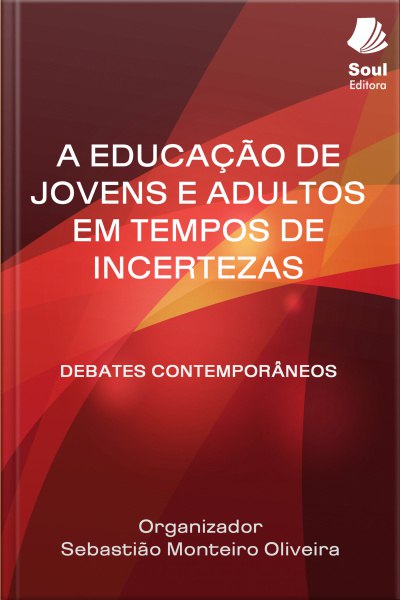 Soul
Editora
A EDUCAÇÃO DE
JOVENS E ADULTOS
EM TEMPOS DE
INCERTEZAS
DEBATES CONTEMPORÂNEOS
Organizador
Sebastião Monteiro Oliveira